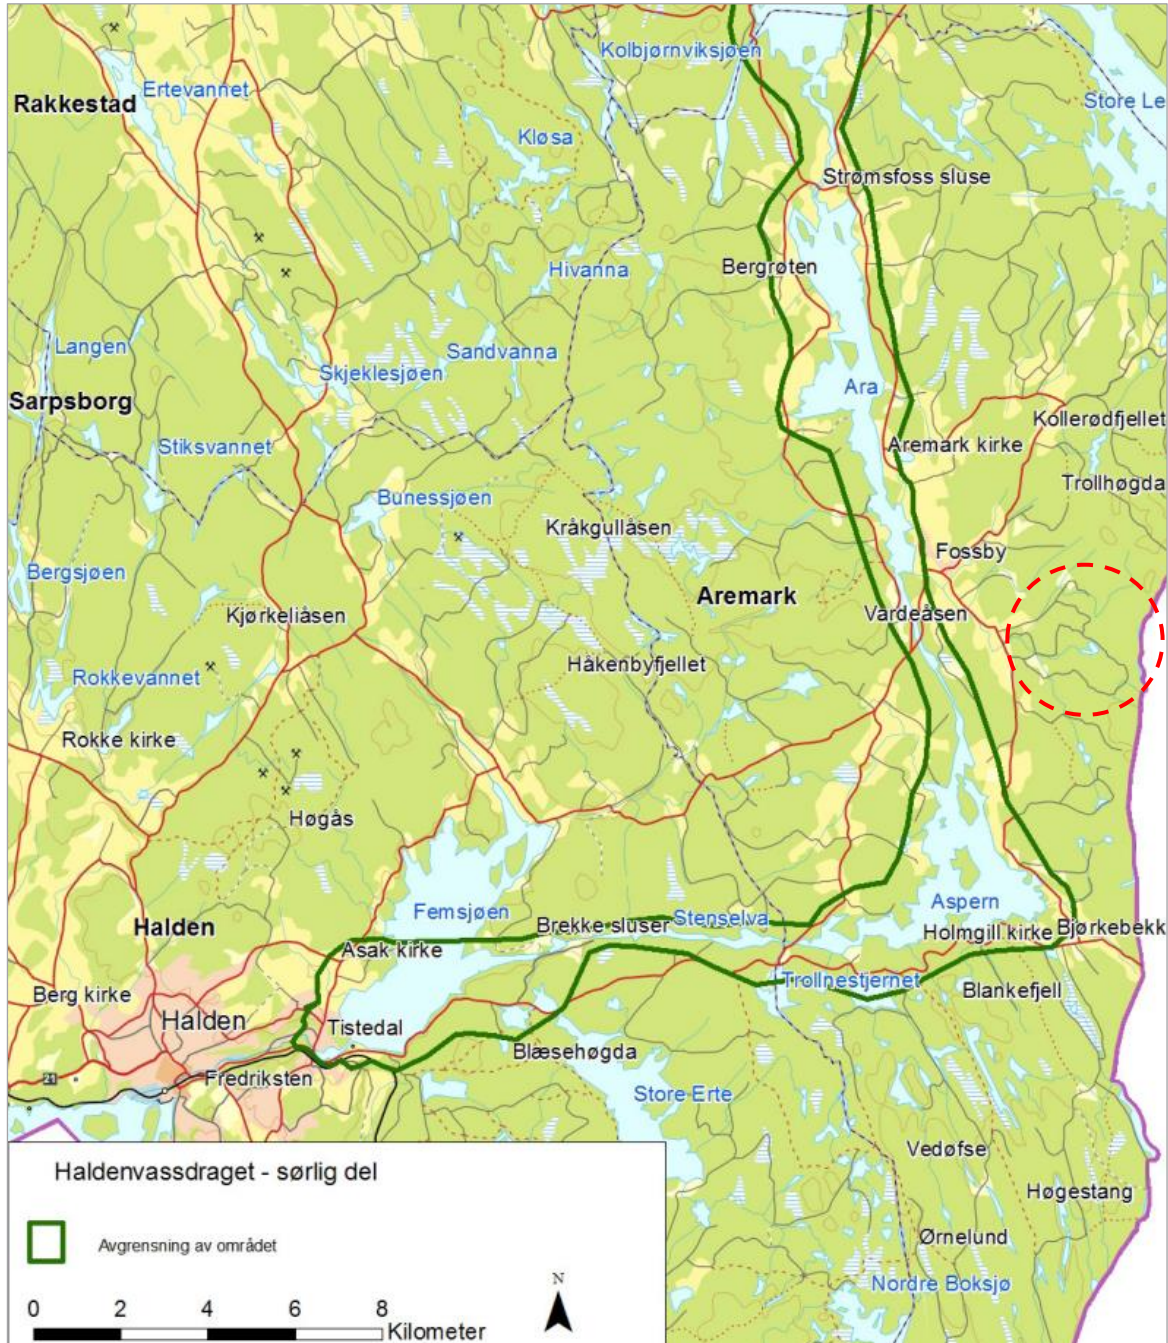 Kolbjørnviksjøen
Ertevannet
Rakkestad
Store Le
Kløsa
Strømsfoss sluse
Bergrøten
Hivanna
Langen
Sandvanna
Skjeklesjøen
Ara
Sarpsborg
Kollerødfjellet
Stiksvannet
Aremark kirke
Trollhøgda
Bunessjøen
Kråkgullåsen
Fossby
Bergsjøen
Aremark
Kjørkeliåsen
Vardeåsen
Håkenbyfjellet
Rokkevannet
Rokke kirke
Høgås
Femsjøen
Aspern
Brekke sluser
Stenselva
Halden
Holmgill kirke
Bjørkebekk
Asak kirke
Trollnestjernet
Blankefjell
Berg kirke
Halden
Tistedal
Blæsehøgda
Fredriksten
21
Store Erte
Vedøfse
Haldenvassdraget - sørlig del
Høgestang
Avgrensning av området
Ørnelund
Nordre Boksjø
N
0 2 4 6 8
Kilometer